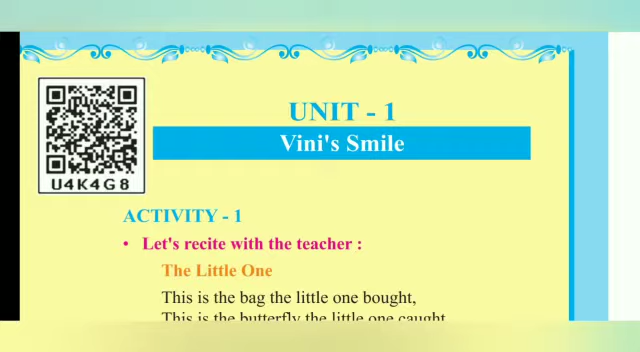 U4K4G8
UNIT - 1
Vini's Smile
ACTIVITY - 1
• Let's recite with the teacher :
The Little One
This is the bag the little one bought,
This is the butterfly the little one caught